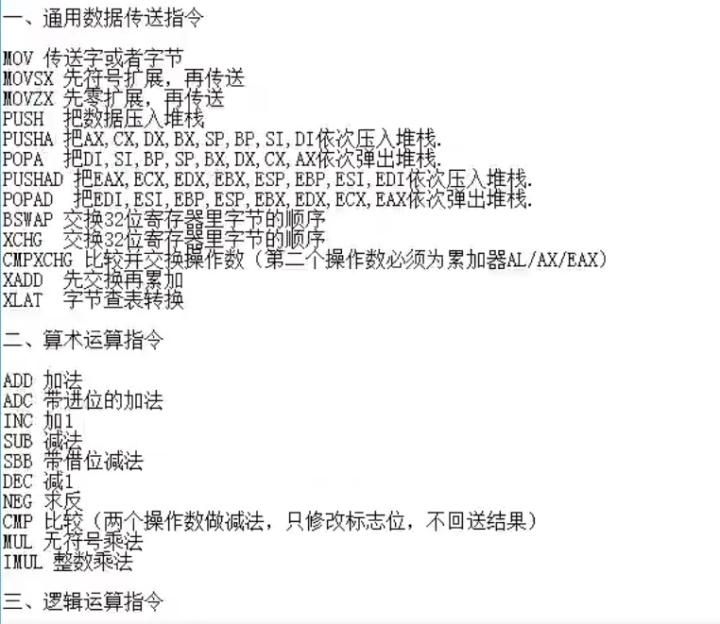 一、通用数据传送指令
MOV 传送字或者字节
MOVSX 先符号扩展，再传送
MOVZX 先零扩展，再传送
PUSH 把数据压入堆栈
PUSHA 把AX,CX,DX,BX,SP,BP,SI,DI依次压入堆栈.
POPA 把DI,SI,BP,SP,BX,DX,CX,AX依次弹出堆栈.
PUSHAD 把EAX,ECX,EDX,EBX,ESP,EBP,ESI,EDI依次压入堆栈.
POPAD 把EDI,ESI,EBP,ESP,EBX,EDX,ECX,EAX依次弹出堆栈.
BSWAP 交换32位寄存器里字节的顺序
XCHG 交换32位寄存器里字节的顺序
CMPXCHG 比较并交换操作数（第二个操作数必须为累加器AL/AX/EAX）
XADD 先交换再累加
XLAT 字节查表转换
二、算术运算指令
ADD 加法
ADC 带进位的加法
INC 加1
SUB 减法
SBB 带借位减法
DEC 减1
NEG 求反
CMP 比较（两个操作数做减法，只修改标志位，不回送结果）
MUL 无符号乘法
IMUL 整数乘法
三、逻辑运算指令